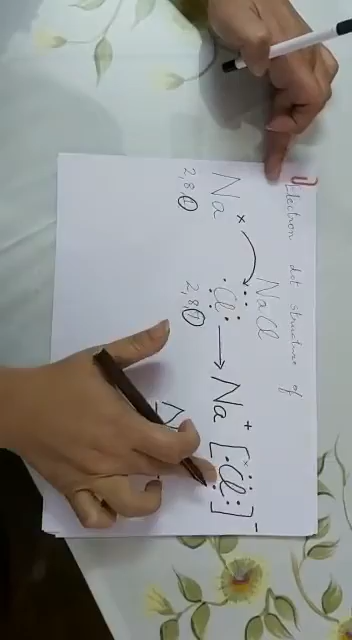 Electron dot structure of
NaCl
Na× .Cl: → Na⁺ [×Cl:]⁻
2,8,1 2,8,7